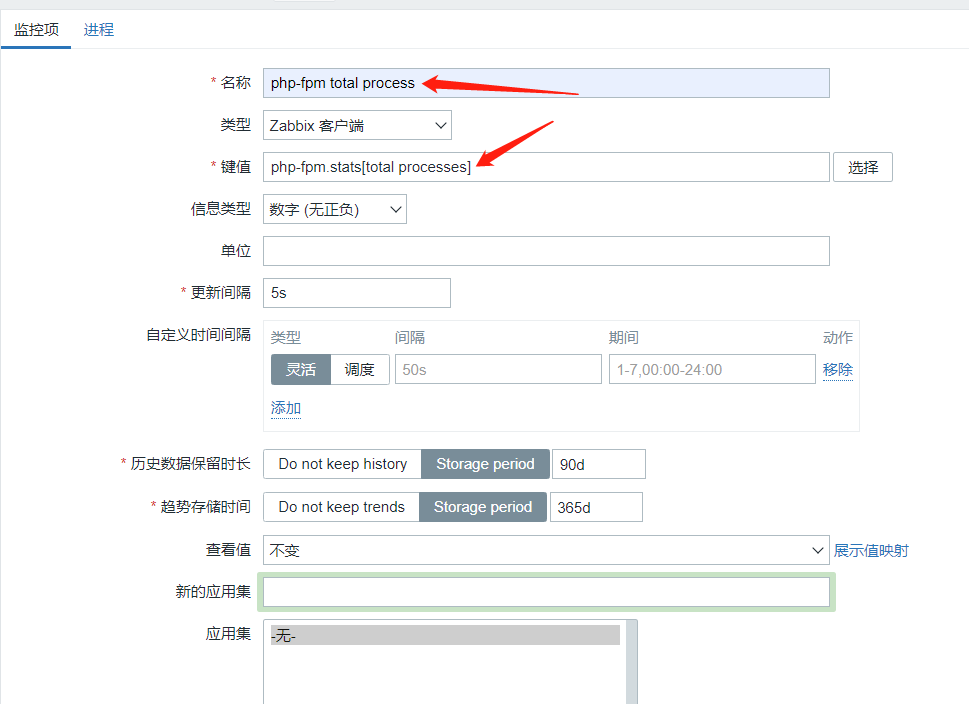 监控项 进程
* 名称 php-fpm total process
类型 Zabbix 客户端
* 键值 php-fpm.stats[total processes] 选择
信息类型 数字 (无正负)
单位
* 更新间隔 5s
自定义时间间隔 类型 间隔 期间 动作
灵活 调度 50s 1-7,00:00-24:00 移除
添加
* 历史数据保留时长 Do not keep history Storage period 90d
* 趋势存储时间 Do not keep trends Storage period 365d
查看值 不变 展示值映射
新的应用集
应用集 -无-